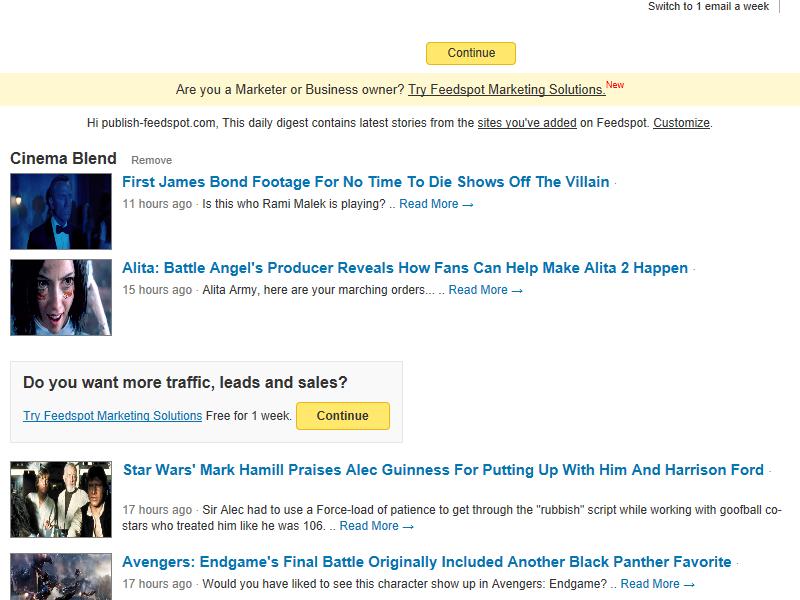 Switch to 1 email a week
Continue
Are you a Marketer or Business owner? Try Feedspot Marketing Solutions.New
Hi publish-feedspot.com, This daily digest contains latest stories from the sites you've added on Feedspot. Customize.
Cinema Blend Remove
First James Bond Footage For No Time To Die Shows Off The Villain ·
11 hours ago · Is this who Rami Malek is playing? .. Read More →
Alita: Battle Angel's Producer Reveals How Fans Can Help Make Alita 2 Happen ·
15 hours ago · Alita Army, here are your marching orders... .. Read More →
Do you want more traffic, leads and sales?
Try Feedspot Marketing Solutions Free for 1 week. Continue
Star Wars' Mark Hamill Praises Alec Guinness For Putting Up With Him And Harrison Ford ·
17 hours ago · Sir Alec had to use a Force-load of patience to get through the "rubbish" script while working with goofball co-
stars who treated him like he was 106. .. Read More →
Avengers: Endgame's Final Battle Originally Included Another Black Panther Favorite ·
17 hours ago · Would you have liked to see this character show up in Avengers: Endgame? .. Read More →